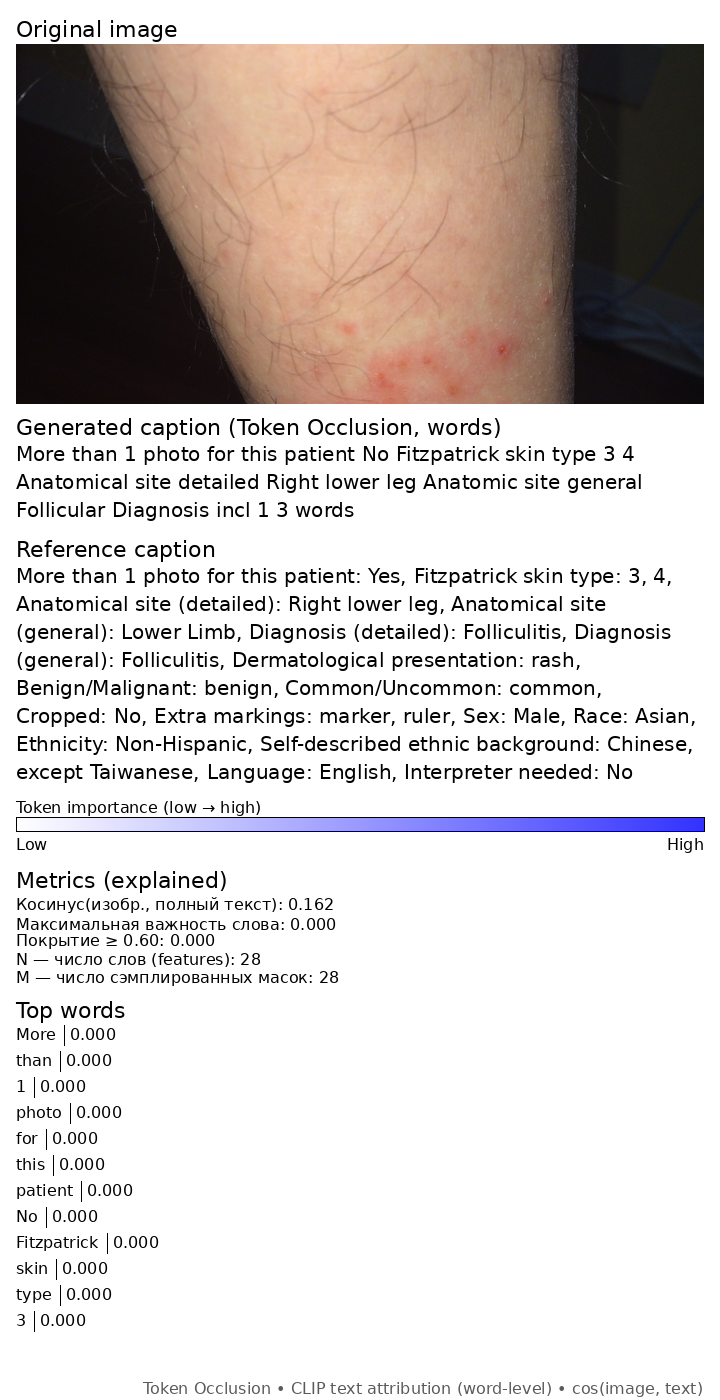 Original image
Generated caption (Token Occlusion, words)
More than 1 photo for this patient No Fitzpatrick skin type 3 4
Anatomical site detailed Right lower leg Anatomic site general
Follicular Diagnosis incl 1 3 words
Reference caption
More than 1 photo for this patient: Yes, Fitzpatrick skin type: 3, 4,
Anatomical site (detailed): Right lower leg, Anatomical site
(general): Lower Limb, Diagnosis (detailed): Folliculitis, Diagnosis
(general): Folliculitis, Dermatological presentation: rash,
Benign/Malignant: benign, Common/Uncommon: common,
Cropped: No, Extra markings: marker, ruler, Sex: Male, Race: Asian,
Ethnicity: Non-Hispanic, Self-described ethnic background: Chinese,
except Taiwanese, Language: English, Interpreter needed: No
Token importance (low → high)
Low High
Metrics (explained)
Косинус(изобр., полный текст): 0.162
Максимальная важность слова: 0.000
Покрытие ≥ 0.60: 0.000
N — число слов (features): 28
M — число сэмплированных масок: 28
Top words
More | 0.000
than | 0.000
1 | 0.000
photo | 0.000
for | 0.000
this | 0.000
patient | 0.000
No | 0.000
Fitzpatrick | 0.000
skin | 0.000
type | 0.000
3 | 0.000
Token Occlusion • CLIP text attribution (word-level) • cos(image, text)